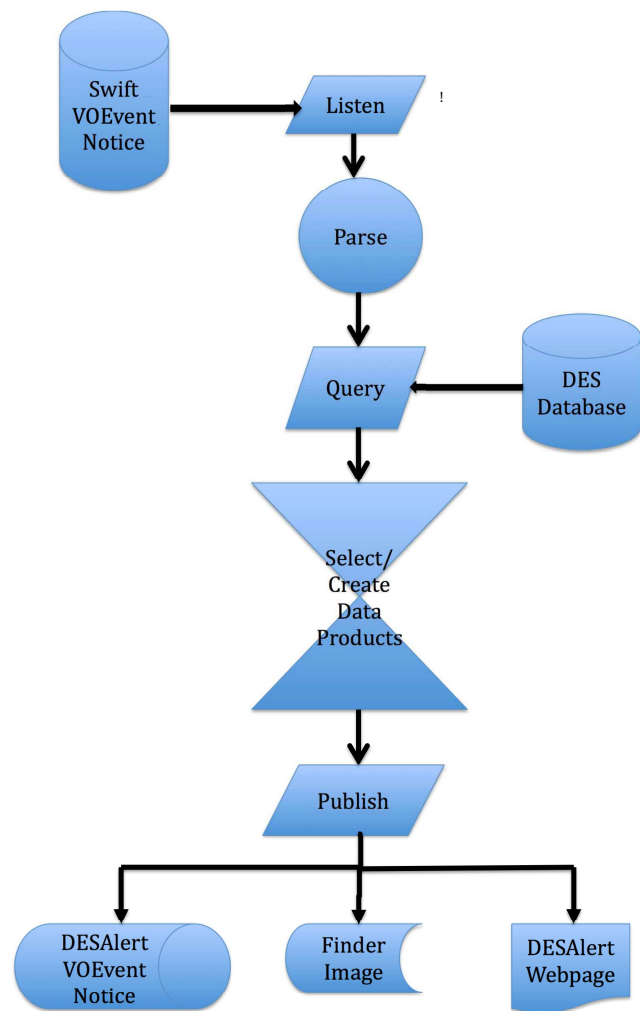 Swift
VOEvent
Notice
Listen
!
Parse
Query
DES
Database
Select/
Create
Data
Products
Publish
DESAlert
VOEvent
Notice
Finder
Image
DESAlert
Webpage